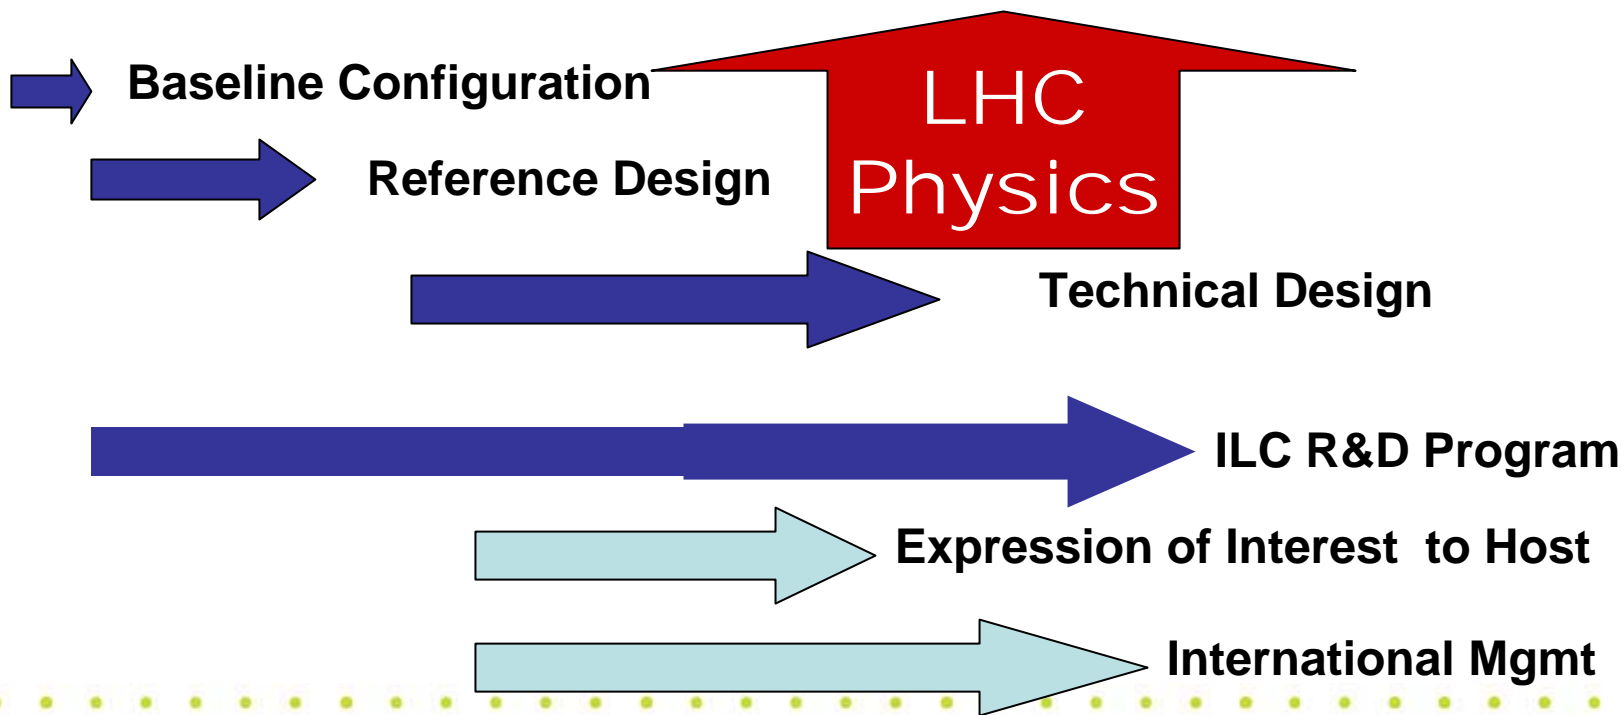 Baseline Configuration
LHC
Physics
Reference Design
Technical Design
ILC R&D Program
Expression of Interest  to Host
International Mgmt